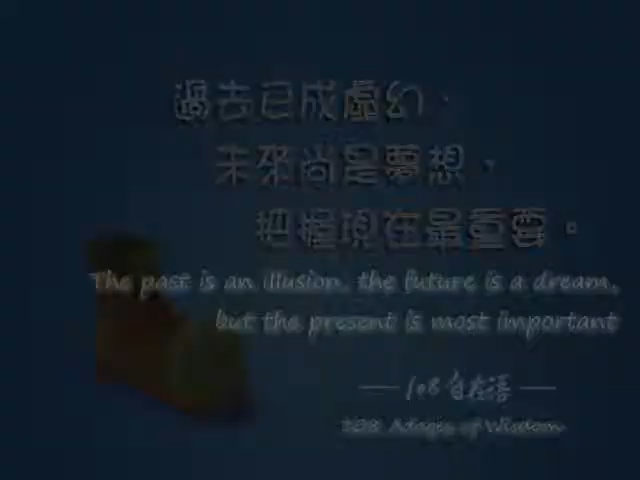 過去已成虛幻，
未來尚是夢想，
把握現在最重要。
The past is an illusion, the future is a dream,
but the present is most important
—— 108自在語 ——
108 Adages of Wisdom